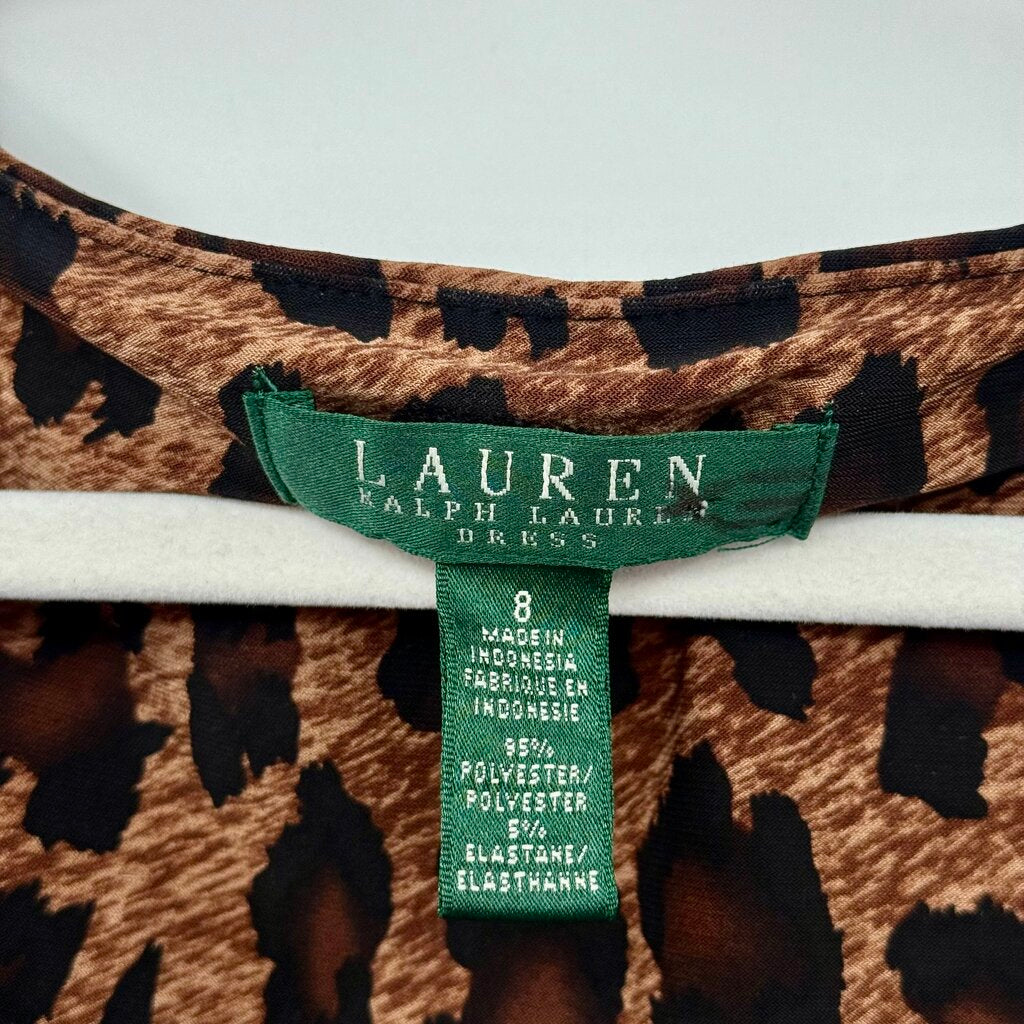 LAUREN
RALPH LAUREN
DRESS
8
MADE IN
INDONESIA
FABRIQUE EN
INDONESIE
95%
POLYESTER/
POLYESTER
5%
ELASTANE/
ELASTHANNE